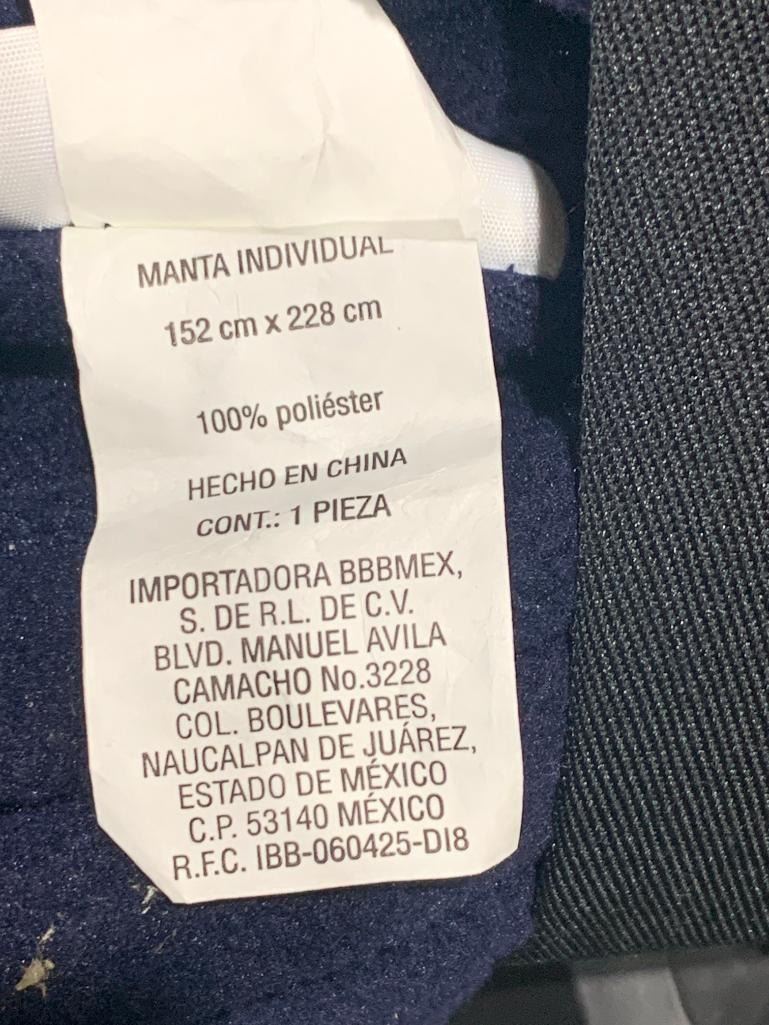 MANTA INDIVIDUAL
152 cm x 228 cm
100% poliéster
HECHO EN CHINA
CONT.: 1 PIEZA
IMPORTADORA BBBMEX,
S. DE R.L. DE C.V.
BLVD. MANUEL AVILA
CAMACHO No.3228
COL. BOULEVARES,
NAUCALPAN DE JUÁREZ,
ESTADO DE MÉXICO
C.P. 53140 MÉXICO
R.F.C. IBB-060425-DI8